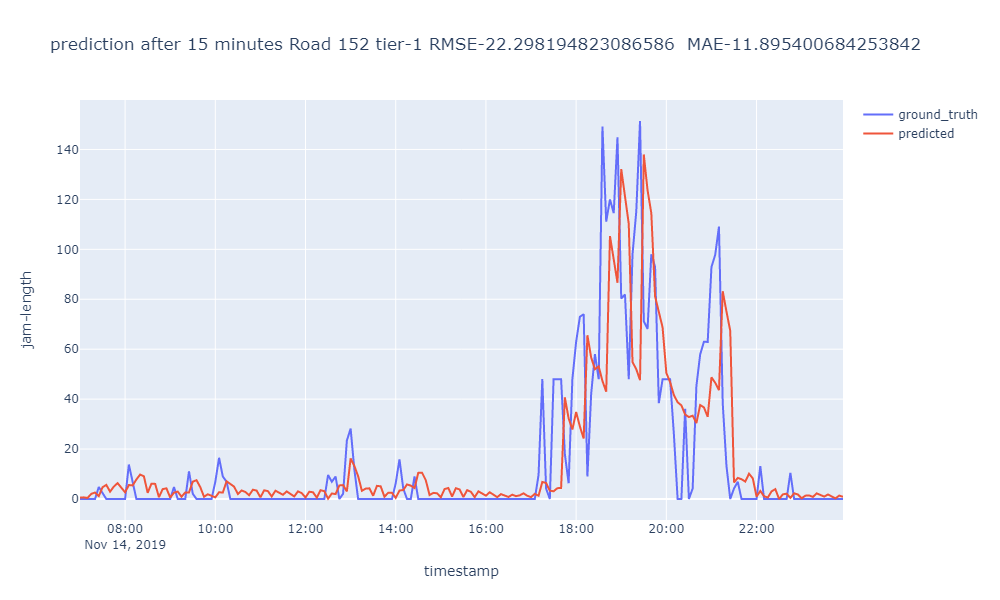 prediction after 15 minutes Road 152 tier-1 RMSE-22.298194823086586  MAE-11.895400684253842
ground_truth
predicted
140
120
100
80
60
40
20
0
jam-length
08:00 10:00 12:00 14:00 16:00 18:00 20:00 22:00
Nov 14, 2019
timestamp